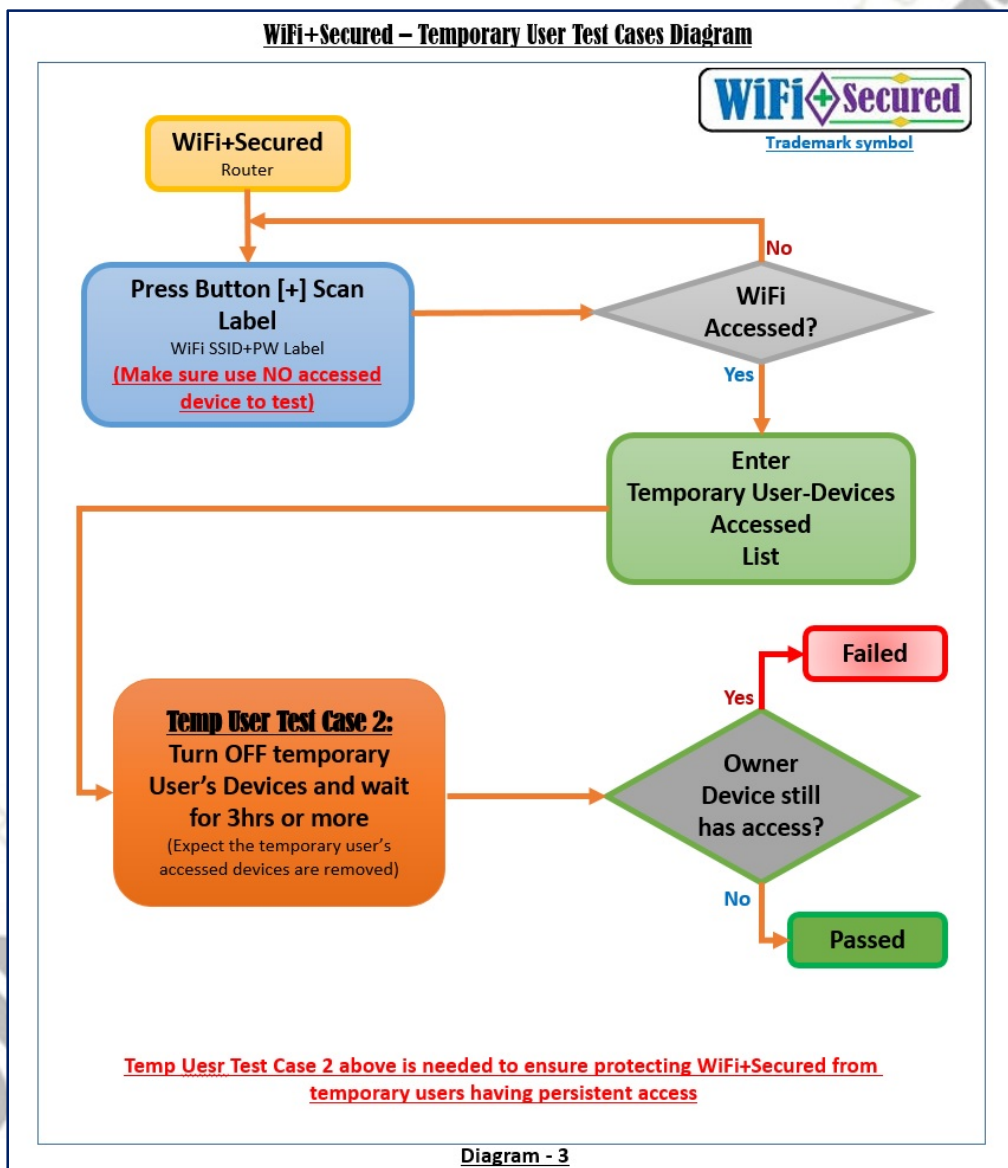 WiFi+Secured – Temporary User Test Cases Diagram
WiFi+Secured
Trademark symbol
WiFi+Secured
Router
No
Press Button [+] Scan
Label
WiFi SSID+PW Label
(Make sure use NO accessed
device to test)
WiFi
Accessed?
Yes
Enter
Temporary User-Devices
Accessed
List
Failed
Yes
Temp User Test Case 2:
Turn OFF temporary
User's Devices and wait
for 3hrs or more
(Expect the temporary user's
accessed devices are removed)
Owner
Device still
has access?
No
Passed
Temp Uesr Test Case 2 above is needed to ensure protecting WiFi+Secured from
temporary users having persistent access
Diagram - 3